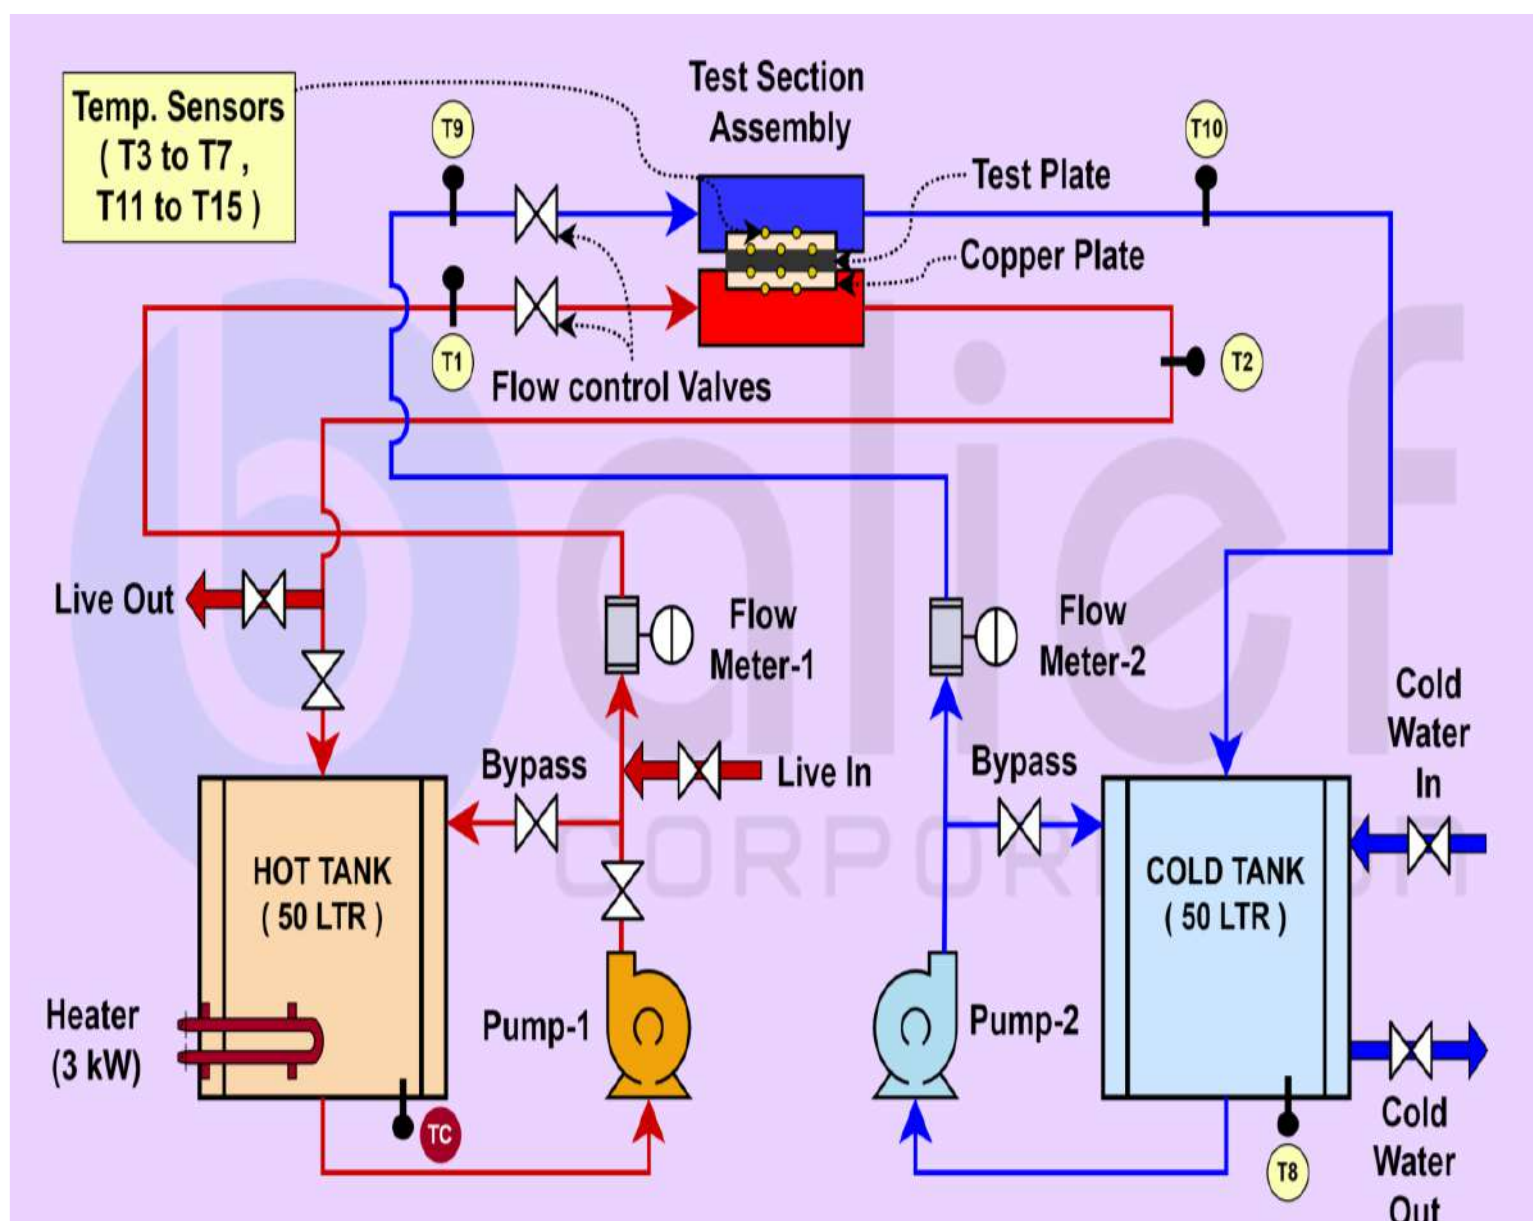 Temp. Sensors
( T3 to T7 ,
T11 to T15 )
T9
Test Section
Assembly
T10
Test Plate
Copper Plate
T1
T2
Flow control Valves
Live Out
Flow
Meter-1
Flow
Meter-2
Cold
Water
In
Bypass
Live In
Bypass
HOT TANK
( 50 LTR )
COLD TANK
( 50 LTR )
Heater
(3 kW)
Pump-1
Pump-2
TC
T8
Cold
Water
Out
alief